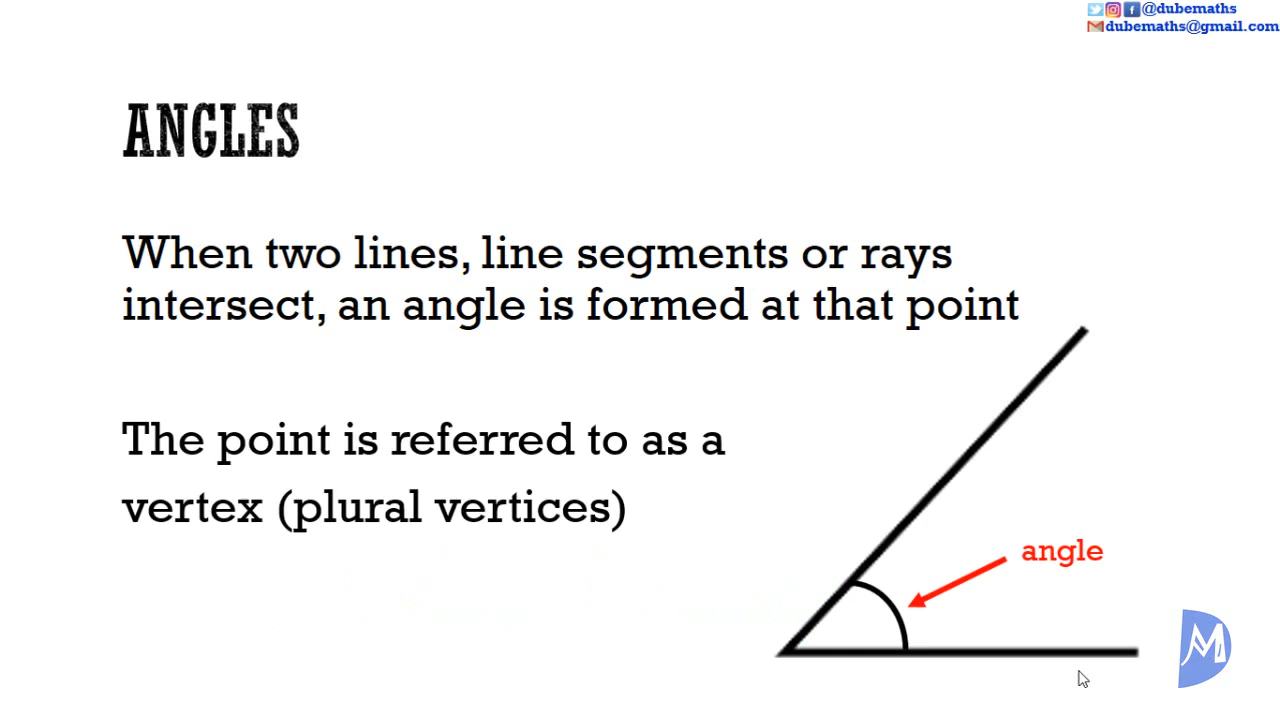 @dubemaths
dubemaths@gmail.com
ANGLES
When two lines, line segments or rays
intersect, an angle is formed at that point
The point is referred to as a
vertex (plural vertices)
angle
DM